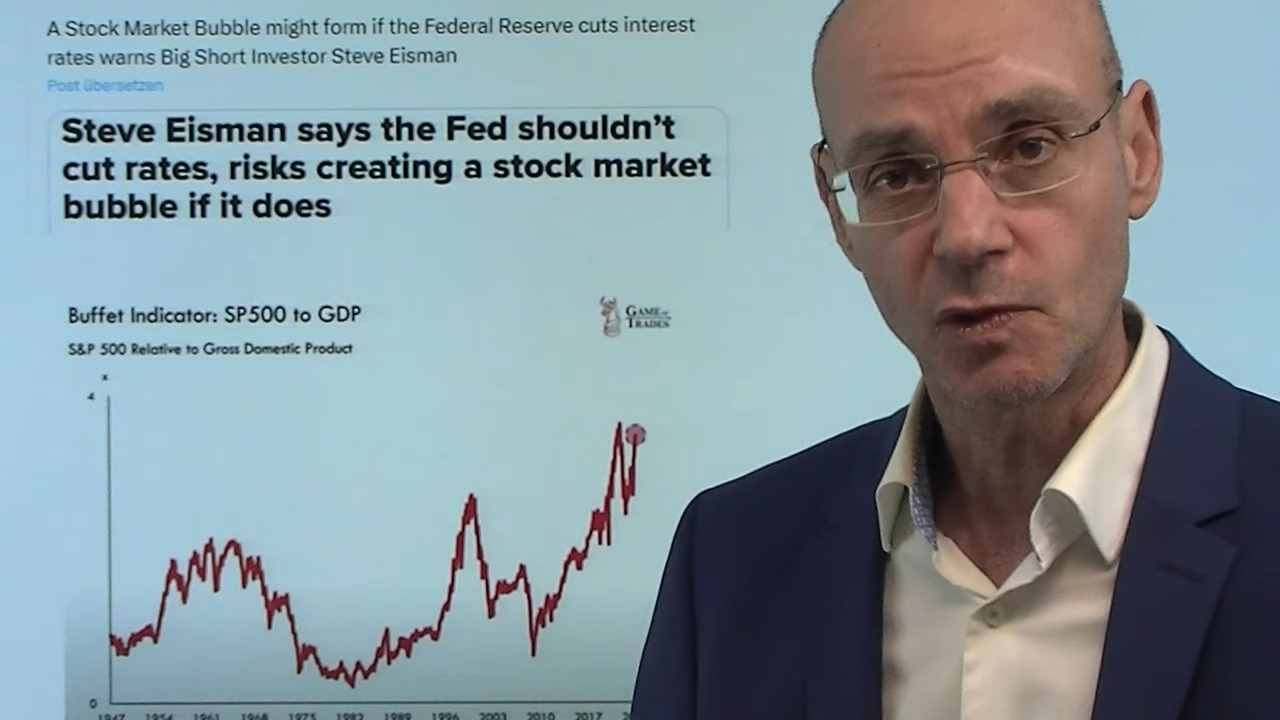 A Stock Market Bubble might form if the Federal Reserve cuts interest
rates warns Big Short Investor Steve Eisman
Post übersetzen
Steve Eisman says the Fed shouldn't
cut rates, risks creating a stock market
bubble if it does
Buffet Indicator: SP500 to GDP
GAME OF
TRADES
S&P 500 Relative to Gross Domestic Product
x
4
0
1947 1954 1961 1968 1975 1982 1989 1996 2003 2010 2017